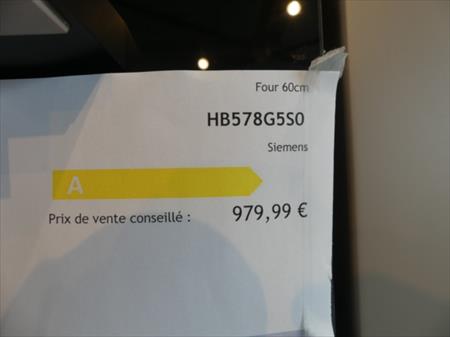 Four 60cm
HB578G5S0
Siemens
A
Prix de vente conseillé : 979,99 €